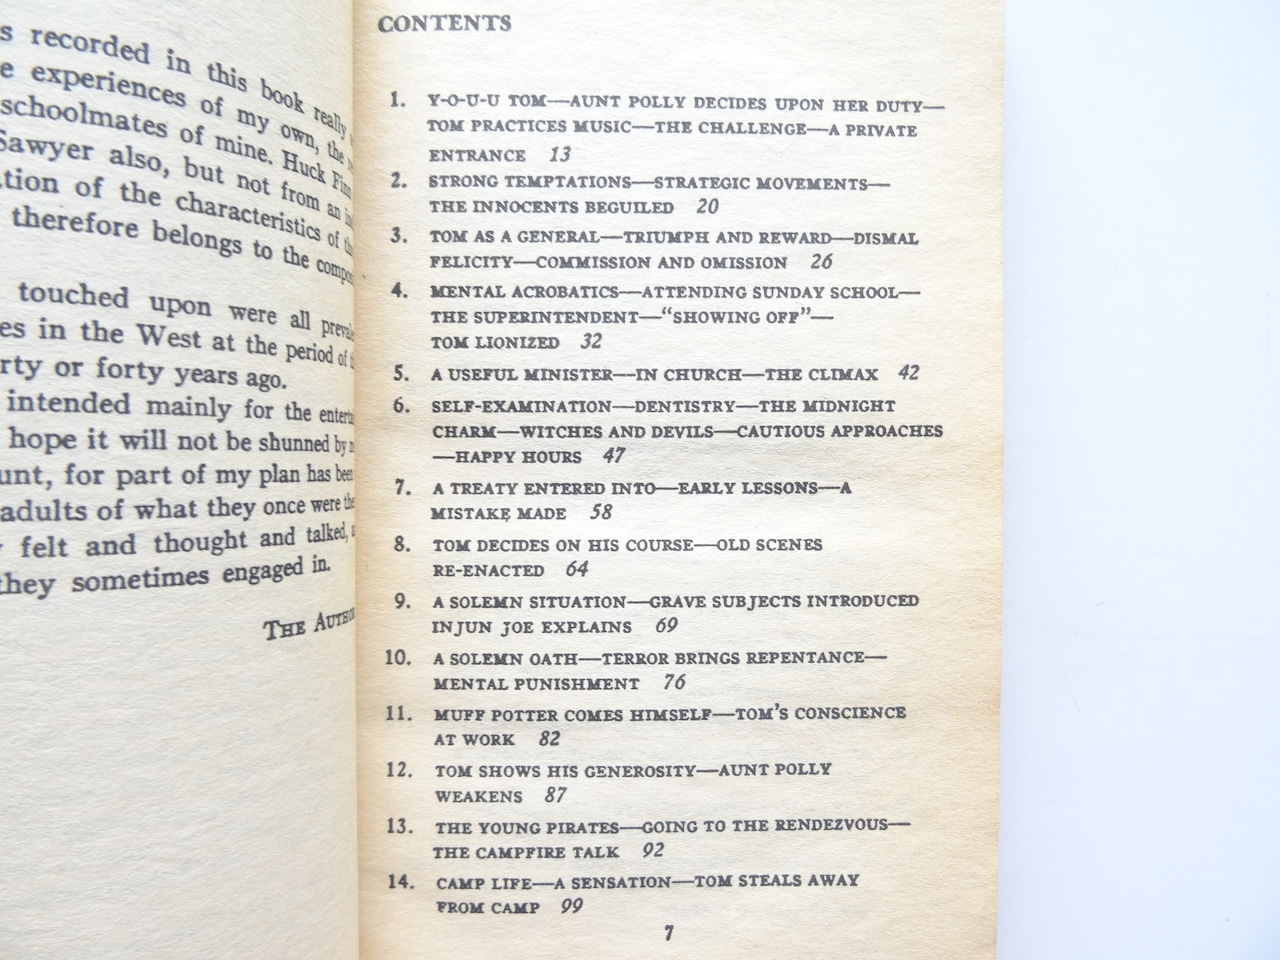 s recorded in this book really
e experiences of my own, the
schoolmates of mine. Huck Finn
Sawyer also, but not from an
ation of the characteristics of
therefore belongs to the
touched upon were all
es in the West at the period of
rty or forty years ago.
intended mainly for the
hope it will not be shunned by
unt, for part of my plan has been
adults of what they once were
felt and thought and talked,
they sometimes engaged in.
THE AUTHOR
CONTENTS
1. Y-O-U-U TOM—AUNT POLLY DECIDES UPON HER DUTY—
TOM PRACTICES MUSIC—THE CHALLENGE—A PRIVATE
ENTRANCE 13
2. STRONG TEMPTATIONS—STRATEGIC MOVEMENTS—
THE INNOCENTS BEGUILED 20
3. TOM AS A GENERAL—TRIUMPH AND REWARD—DISMAL
FELICITY—COMMISSION AND OMISSION 26
4. MENTAL ACROBATICS—ATTENDING SUNDAY SCHOOL—
THE SUPERINTENDENT—“SHOWING OFF”—
TOM LIONIZED 32
5. A USEFUL MINISTER—IN CHURCH—THE CLIMAX 42
6. SELF-EXAMINATION—DENTISTRY—THE MIDNIGHT
CHARM—WITCHES AND DEVILS—CAUTIOUS APPROACHES
—HAPPY HOURS 47
7. A TREATY ENTERED INTO—EARLY LESSONS—A
MISTAKE MADE 58
8. TOM DECIDES ON HIS COURSE—OLD SCENES
RE-ENACTED 64
9. A SOLEMN SITUATION—GRAVE SUBJECTS INTRODUCED
INJUN JOE EXPLAINS 69
10. A SOLEMN OATH—TERROR BRINGS REPENTANCE—
MENTAL PUNISHMENT 76
11. MUFF POTTER COMES HIMSELF—TOM'S CONSCIENCE
AT WORK 82
12. TOM SHOWS HIS GENEROSITY—AUNT POLLY
WEAKENS 87
13. THE YOUNG PIRATES—GOING TO THE RENDEZVOUS—
THE CAMPFIRE TALK 92
14. CAMP LIFE—A SENSATION—TOM STEALS AWAY
FROM CAMP 99
7